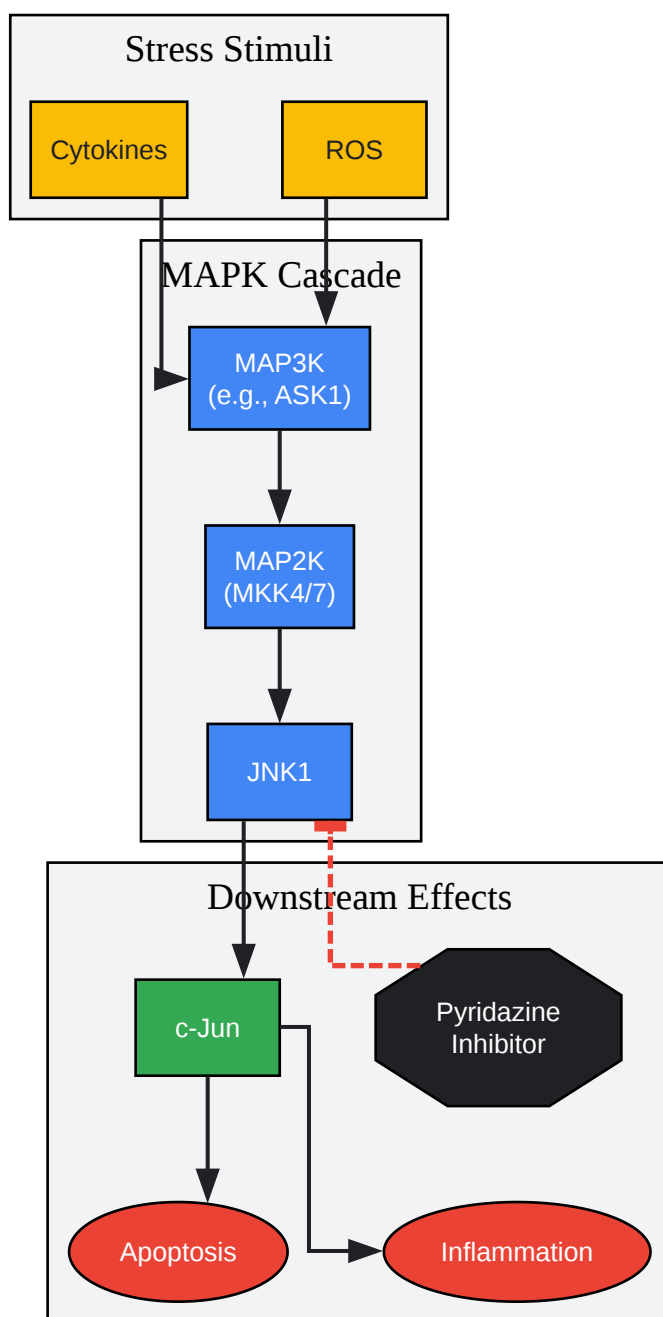 Stress Stimuli
Cytokines
ROS
MAPK Cascade
MAP3K
(e.g., ASK1)
MAP2K
(MKK4/7)
JNK1
Downstream Effects
c-Jun
Pyridazine
Inhibitor
Apoptosis
Inflammation